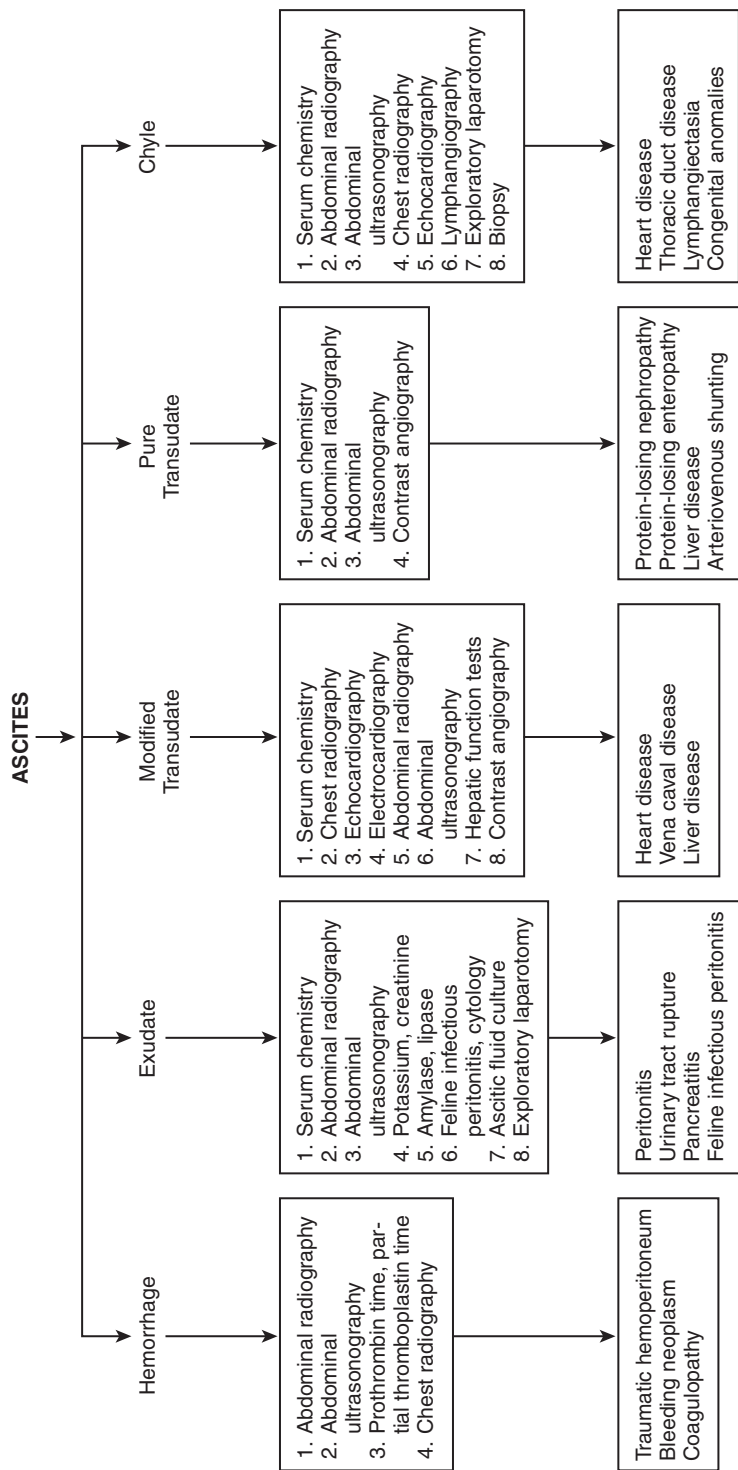 ASCITES
Hemorrhage
Exudate
Modified
Transudate
Pure
Transudate
Chyle
1. Abdominal radiography
2. Abdominal
ultrasonography
3. Prothrombin time, par-
tial thromboplastin time
4. Chest radiography
1. Serum chemistry
2. Abdominal radiography
3. Abdominal
ultrasonography
4. Potassium, creatinine
5. Amylase, lipase
6. Feline infectious
peritonitis, cytology
7. Ascitic fluid culture
8. Exploratory laparotomy
1. Serum chemistry
2. Chest radiography
3. Echocardiography
4. Electrocardiography
5. Abdominal radiography
6. Abdominal
ultrasonography
7. Hepatic function tests
8. Contrast angiography
1. Serum chemistry
2. Abdominal radiography
3. Abdominal
ultrasonography
4. Contrast angiography
1. Serum chemistry
2. Abdominal radiography
3. Abdominal
ultrasonography
4. Chest radiography
5. Echocardiography
6. Lymphangiography
7. Exploratory laparotomy
8. Biopsy
Traumatic hemoperitoneum
Bleeding neoplasm
Coagulopathy
Peritonitis
Urinary tract rupture
Pancreatitis
Feline infectious peritonitis
Heart disease
Vena caval disease
Liver disease
Protein-losing nephropathy
Protein-losing enteropathy
Liver disease
Arteriovenous shunting
Heart disease
Thoracic duct disease
Lymphangiectasia
Congenital anomalies